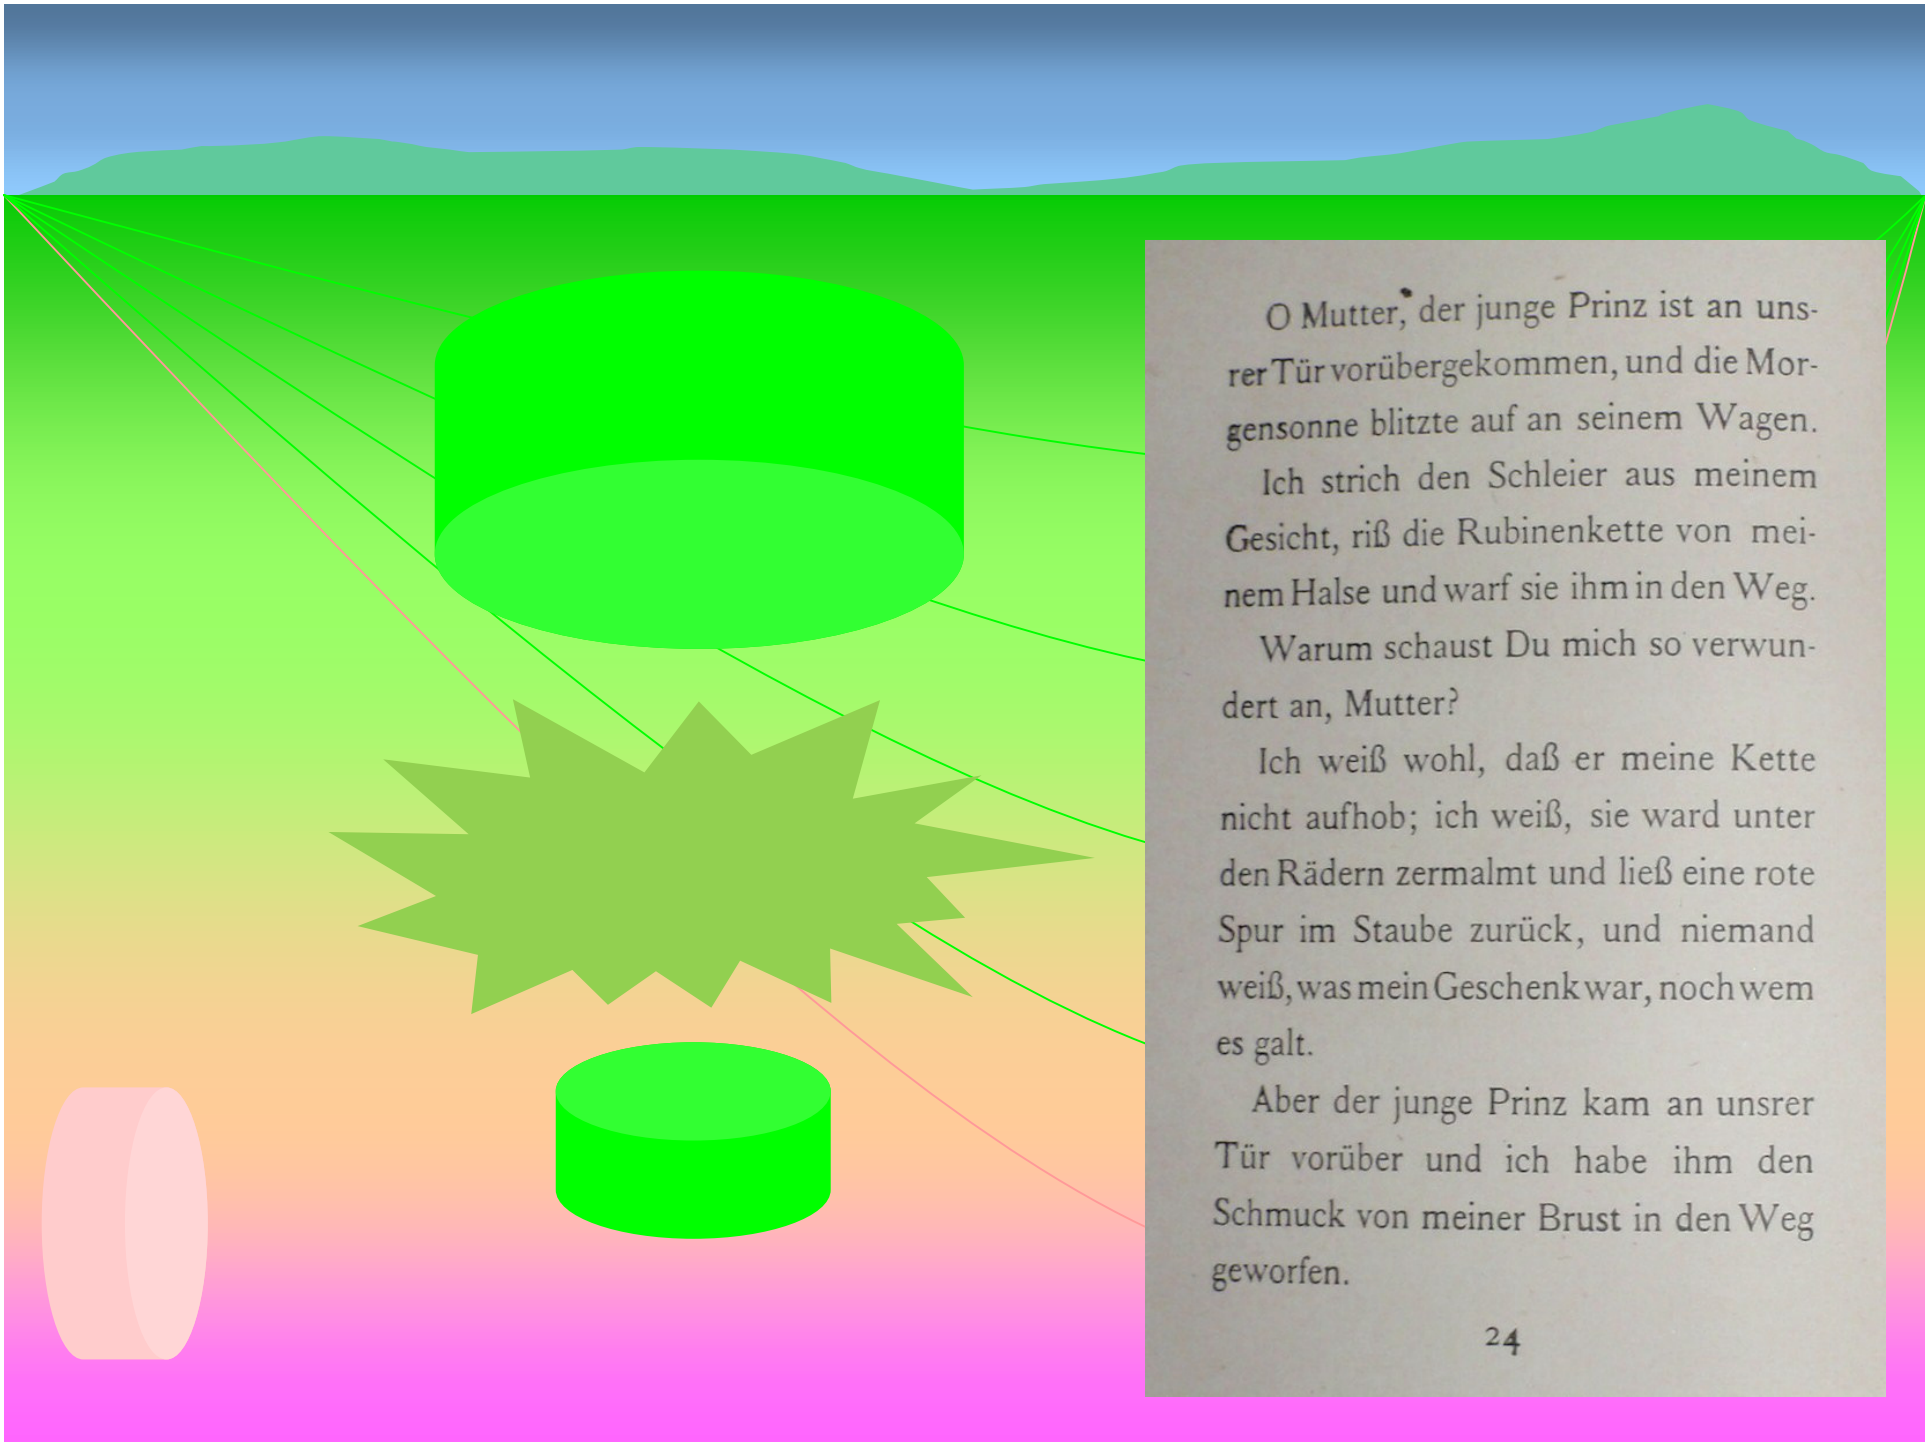 O Mutter, der junge Prinz ist an uns-
rer Tür vorübergekommen, und die Mor-
gensonne blitzte auf an seinem Wagen.
Ich strich den Schleier aus meinem
Gesicht, riß die Rubinenkette von mei-
nem Halse und warf sie ihm in den Weg.
Warum schaust Du mich so verwun-
dert an, Mutter?
Ich weiß wohl, daß er meine Kette
nicht aufhob; ich weiß, sie ward unter
den Rädern zermalmt und ließ eine rote
Spur im Staube zurück, und niemand
weiß, was mein Geschenk war, noch wem
es galt.
Aber der junge Prinz kam an unsrer
Tür vorüber und ich habe ihm den
Schmuck von meiner Brust in den Weg
geworfen.
24